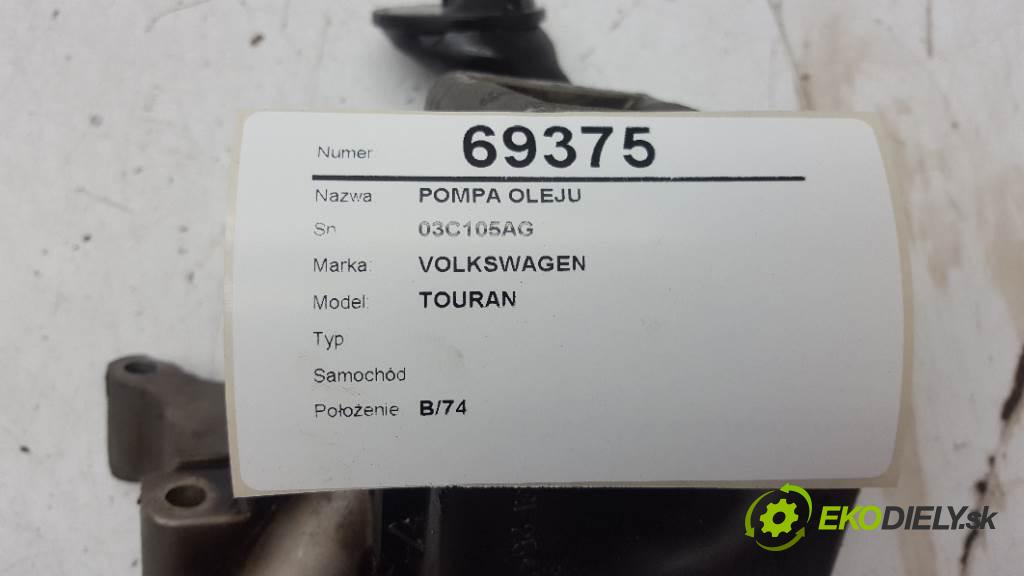 Numer 69375
Nazwa POMPA OLEJU
Sn 03C105AG
Marka: VOLKSWAGEN
Model: TOURAN
Typ
Samochód
Położenie B/74
EKODIELY.sk